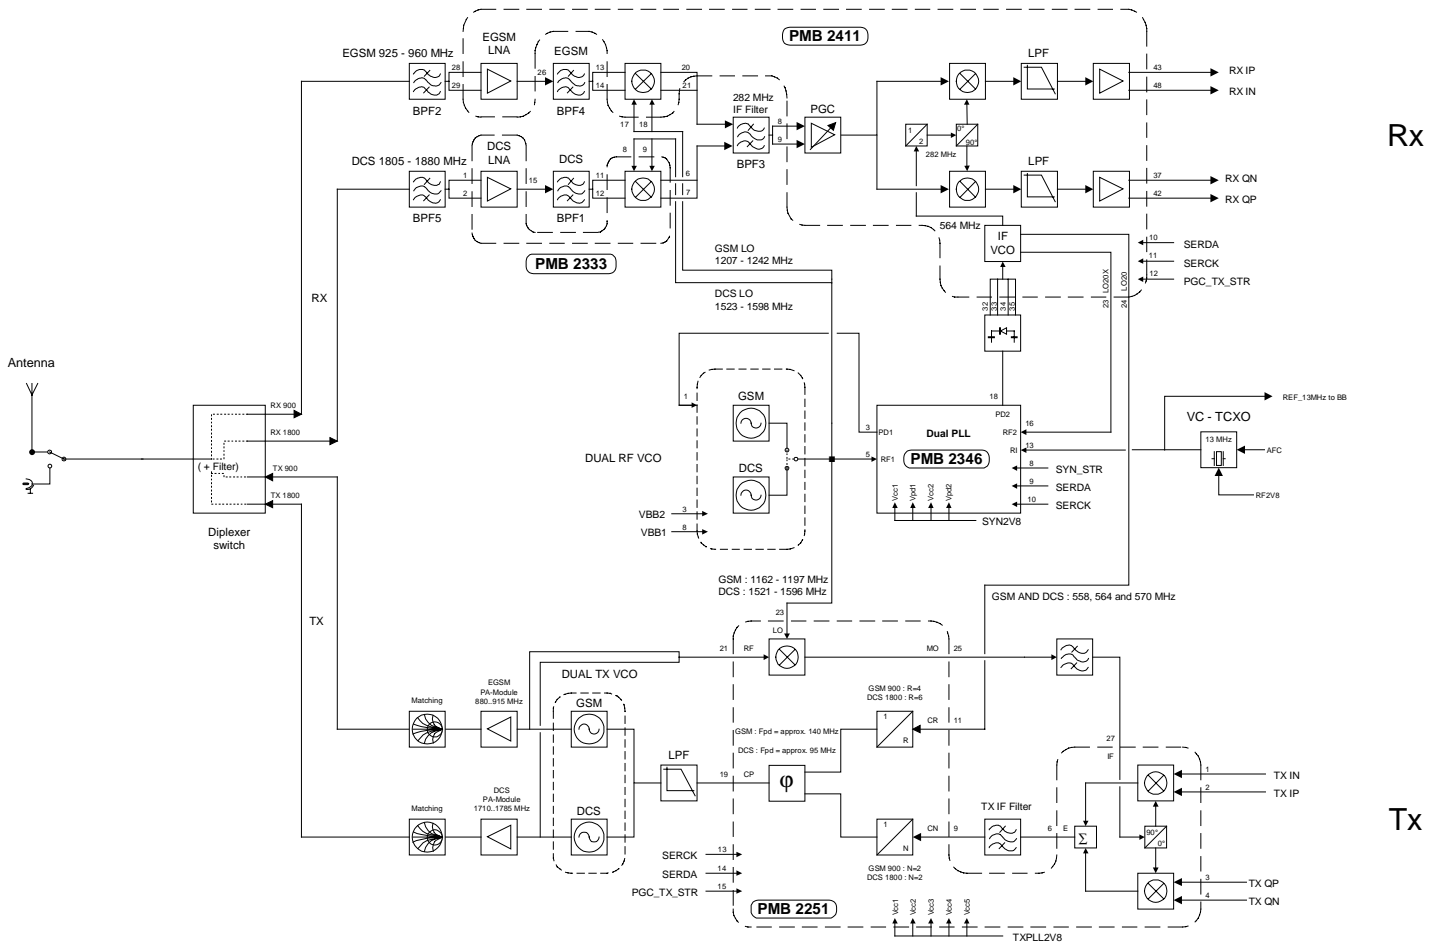 PMB 2411
EGSM
LNA
EGSM 925 - 960 MHz
EGSM
28
29
26
13
14
20
21
BPF2
BPF4
17
18
282 MHz
IF Filter
8
9
BPF3
PGC
LPF
43
48
RX IP
RX IN
1
2
0°
90°
282 MHz
Rx
DCS
LNA
DCS 1805 - 1880 MHz
DCS
8
9
1
2
15
11
12
6
7
BPF5
BPF1
LPF
37
42
RX QN
RX QP
PMB 2333
564 MHz
IF
VCO
10
SERDA
11
SERCK
12
PGC_TX_STR
GSM LO
1207 - 1242 MHz
DCS LO
1523 - 1598 MHz
32
33
34
35
23
LO20X
24
LO20
RX
Antenna
RX 900
RX 1800
( + Filter)
TX 900
TX 1800
Diplexer
switch
1
GSM
DCS
DUAL RF VCO
VBB2
3
VBB1
8
18
PD2
3
PD1
Dual PLL
RF2
16
RI
13
PMB 2346
5
RF1
8
SYN_STR
9
SERDA
10
SERCK
Vcc1
Vpd1
Vcc2
Vpd2
SYN2V8
REF_13MHz to BB
VC - TCXO
13 MHz
AFC
RF2V8
GSM : 1162 - 1197 MHz
DCS : 1521 - 1596 MHz
GSM AND DCS : 558, 564 and 570 MHz
TX
23
LO
21
RF
MO
25
DUAL TX VCO
EGSM
PA-Module
880..915 MHz
Matching
GSM
GSM 900 : R=4
DCS 1800 : R=6
1
R
CR
11
GSM : Fpd = approx. 140 MHz
DCS : Fpd = approx. 95 MHz
LPF
19
CP
φ
27
IF
1
TX IN
2
TX IP
DCS
PA-Module
1710..1785 MHz
Matching
DCS
1
N
CN
9
GSM 900 : N=2
DCS 1800 : N=2
TX IF Filter
6
E
Σ
90°
0°
Tx
SERCK
13
SERDA
14
PGC_TX_STR
15
3
TX QP
4
TX QN
PMB 2251
Vcc1
Vcc2
Vcc3
Vcc4
Vcc5
TXPLL2V8